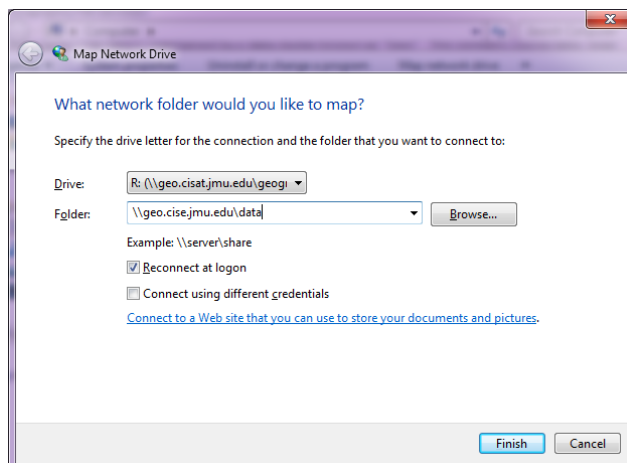 Map Network Drive
What network folder would you like to map?
Specify the drive letter for the connection and the folder that you want to connect to:
Drive: R: (\\geo.cisat.jmu.edu\geogr
Folder: \\geo.cise.jmu.edu\data Browse...
Example: \\server\share
Reconnect at logon
Connect using different credentials
Connect to a Web site that you can use to store your documents and pictures.
Finish Cancel